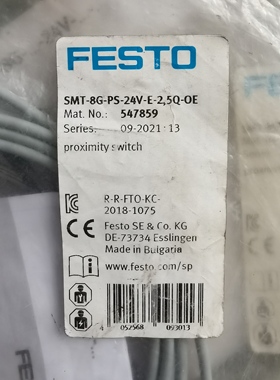 FESTO
SMT-8G-PS-24V-E-2,5Q-OE
Mat. No.: 547859
Series: 09-2021 13
proximity switch
R-R-FTO-KC-
2018-1075
Festo SE & Co. KG
DE-73734 Esslingen
Made in Bulgaria
www.festo.com/sp
4 052568 093013